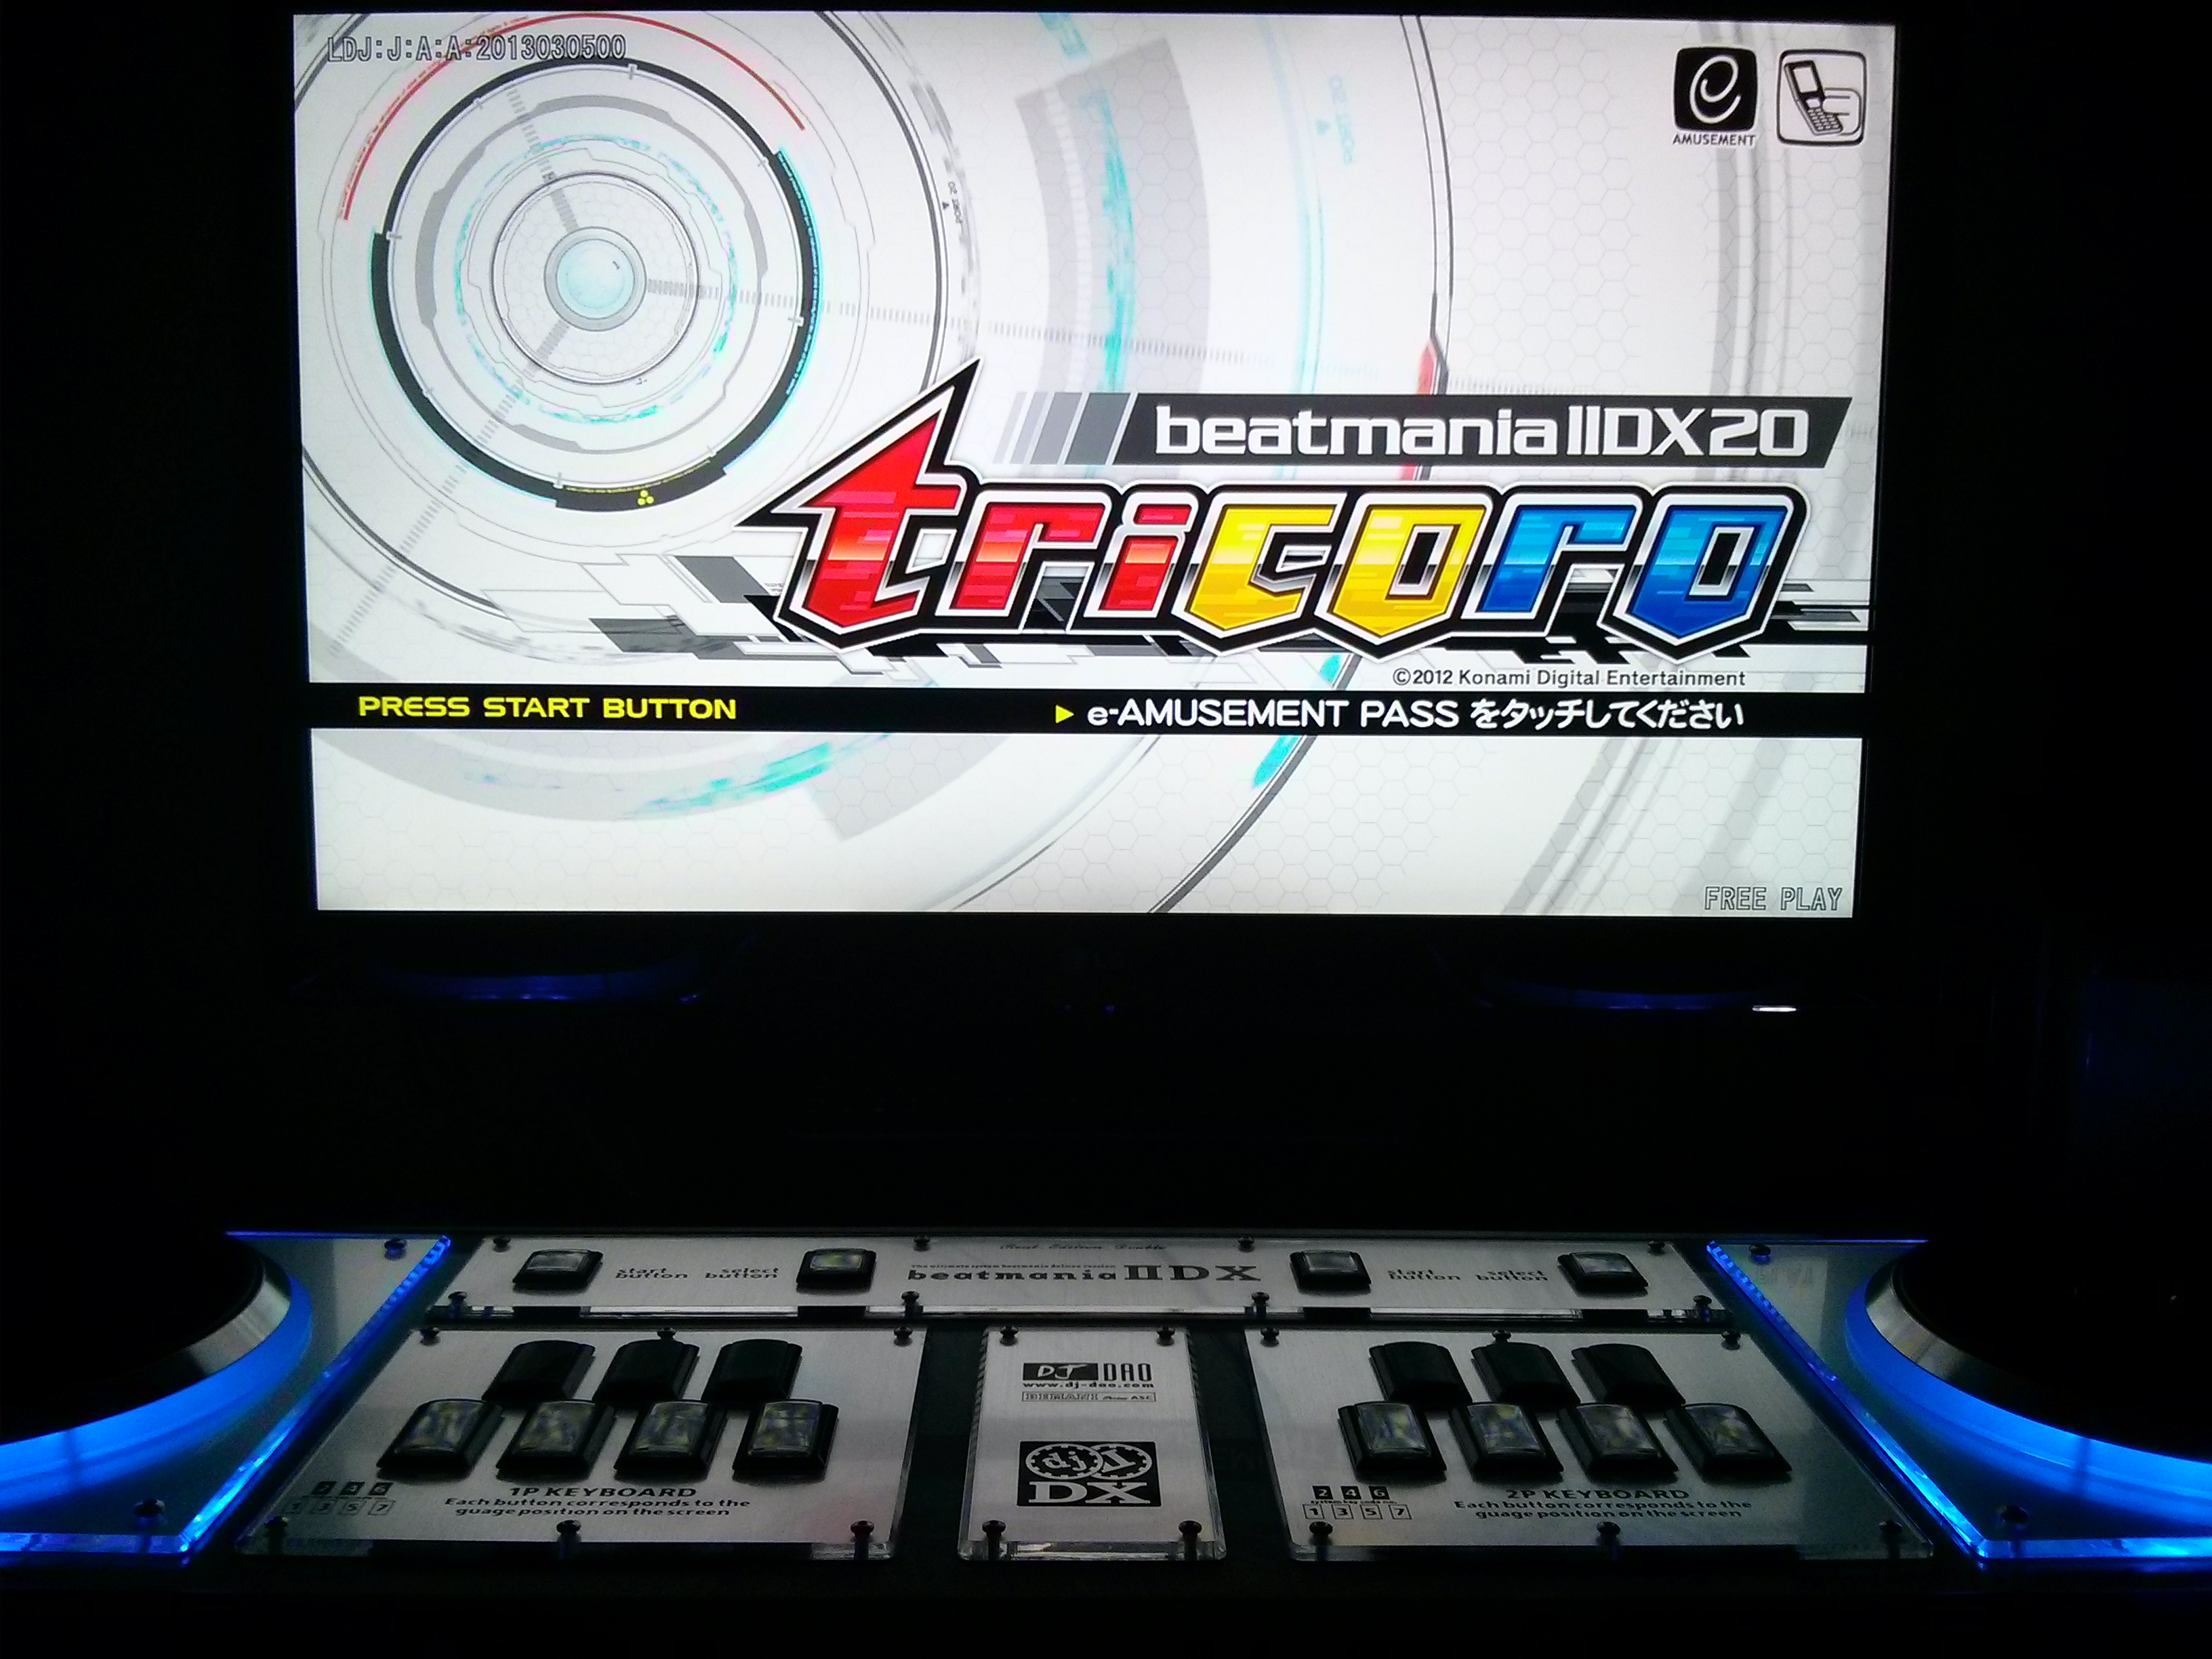 LDJ:J:A:A:2013030500
AMUSEMENT
beatmania IIDX 20
tricoro
©2012 Konami Digital Entertainment
PRESS START BUTTON
e-AMUSEMENT PASS をタッチしてください
FREE PLAY
start button
select button
beatmania IIDX
start button
select button
DJ DAO
www.dj-dao.com
DX
2 4 6
1 3 5 7
1P KEYBOARD
Each button corresponds to the
guage position on the screen
2 4 6
1 3 5 7
2P KEYBOARD
Each button corresponds to the
guage position on the screen